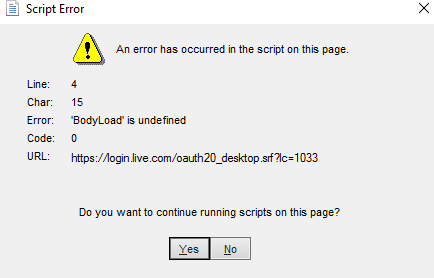 Script Error
An error has occurred in the script on this page.
Line: 4
Char: 15
Error: 'BodyLoad' is undefined
Code: 0
URL: https://login.live.com/oauth20_desktop.srf?lc=1033
Do you want to continue running scripts on this page?
Yes No